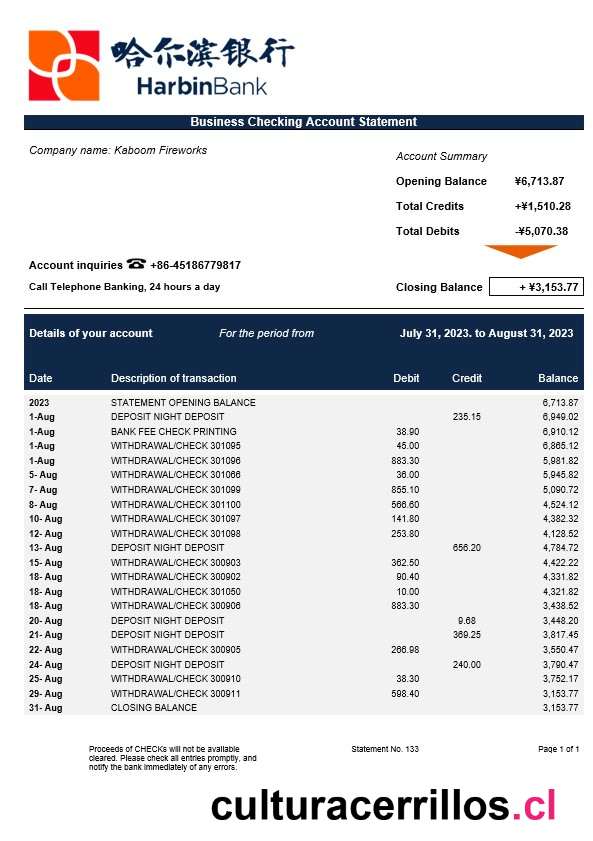 哈尔滨银行
HarbinBank
Business Checking Account Statement
Company name: Kaboom Fireworks
Account Summary
Opening Balance ¥6,713.87
Total Credits +¥1,510.28
Total Debits -¥5,070.38
Account inquiries ☎ +86-45186779817
Call Telephone Banking, 24 hours a day
Closing Balance + ¥3,153.77
Details of your account For the period from July 31, 2023. to August 31, 2023
Date Description of transaction Debit Credit Balance
2023 STATEMENT OPENING BALANCE 6,713.87
1-Aug DEPOSIT NIGHT DEPOSIT 235.15 6,949.02
1-Aug BANK FEE CHECK PRINTING 38.90 6,910.12
1-Aug WITHDRAWAL/CHECK 301095 45.00 6,865.12
1-Aug WITHDRAWAL/CHECK 301096 883.30 5,981.82
5- Aug WITHDRAWAL/CHECK 301066 36.00 5,945.82
7- Aug WITHDRAWAL/CHECK 301099 855.10 5,090.72
8- Aug WITHDRAWAL/CHECK 301100 566.60 4,524.12
10- Aug WITHDRAWAL/CHECK 301097 141.80 4,382.32
12- Aug WITHDRAWAL/CHECK 301098 253.80 4,128.52
13- Aug DEPOSIT NIGHT DEPOSIT 656.20 4,784.72
15- Aug WITHDRAWAL/CHECK 300903 362.50 4,422.22
18- Aug WITHDRAWAL/CHECK 300902 90.40 4,331.82
18- Aug WITHDRAWAL/CHECK 301050 10.00 4,321.82
18- Aug WITHDRAWAL/CHECK 300906 883.30 3,438.52
20- Aug DEPOSIT NIGHT DEPOSIT 9.68 3,448.20
21- Aug DEPOSIT NIGHT DEPOSIT 369.25 3,817.45
22- Aug WITHDRAWAL/CHECK 300905 266.98 3,550.47
24- Aug DEPOSIT NIGHT DEPOSIT 240.00 3,790.47
25- Aug WITHDRAWAL/CHECK 300910 38.30 3,752.17
29- Aug WITHDRAWAL/CHECK 300911 598.40 3,153.77
31- Aug CLOSING BALANCE 3,153.77
Proceeds of CHECKs will not be available Statement No. 133 Page 1 of 1
cleared. Please check all entries promptly, and
notify the bank immediately of any errors.
culturacerrillos.cl